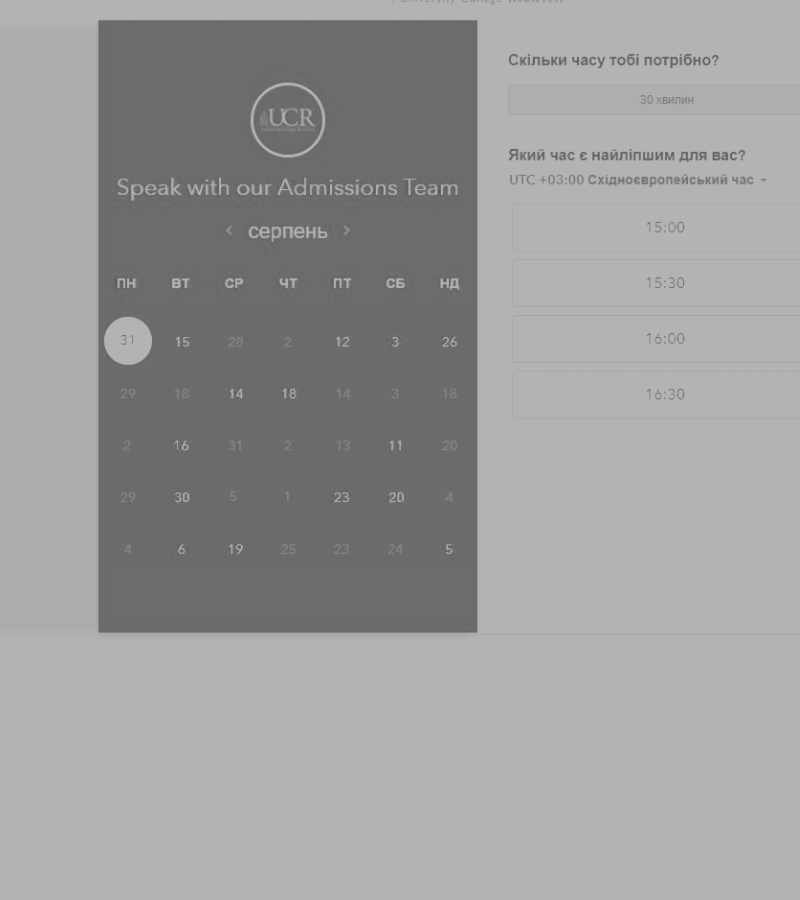 University College Roosevelt
UCR
Speak with our Admissions Team
серпень
ПН ВТ СР ЧТ ПТ СБ НД
31 15 28 2 12 3 26
29 18 14 18 14 3 18
2 16 31 2 13 11 20
29 30 5 1 23 20 4
4 6 19 25 23 24 5
Скільки часу тобі потрібно?
30 хвилин
Який час є найліпшим для вас?
UTC +03:00 Східноєвропейський час
15:00
15:30
16:00
16:30